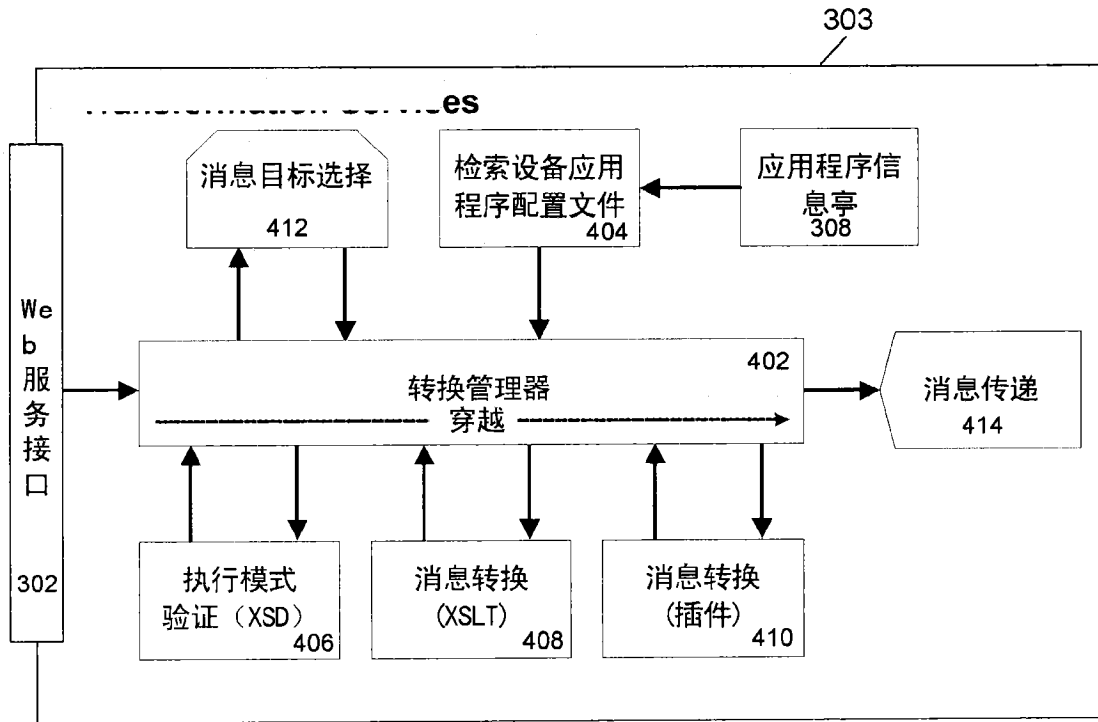 303
消息目标选择
412
检索设备应用
程序配置文件
404
应用程序信
息亭
308
We
b
服
务
接
口
302
402
转换管理器
穿越
消息传递
414
执行模式
验证（XSD）
406
消息转换
(XSLT)
408
消息转换
(插件)
410